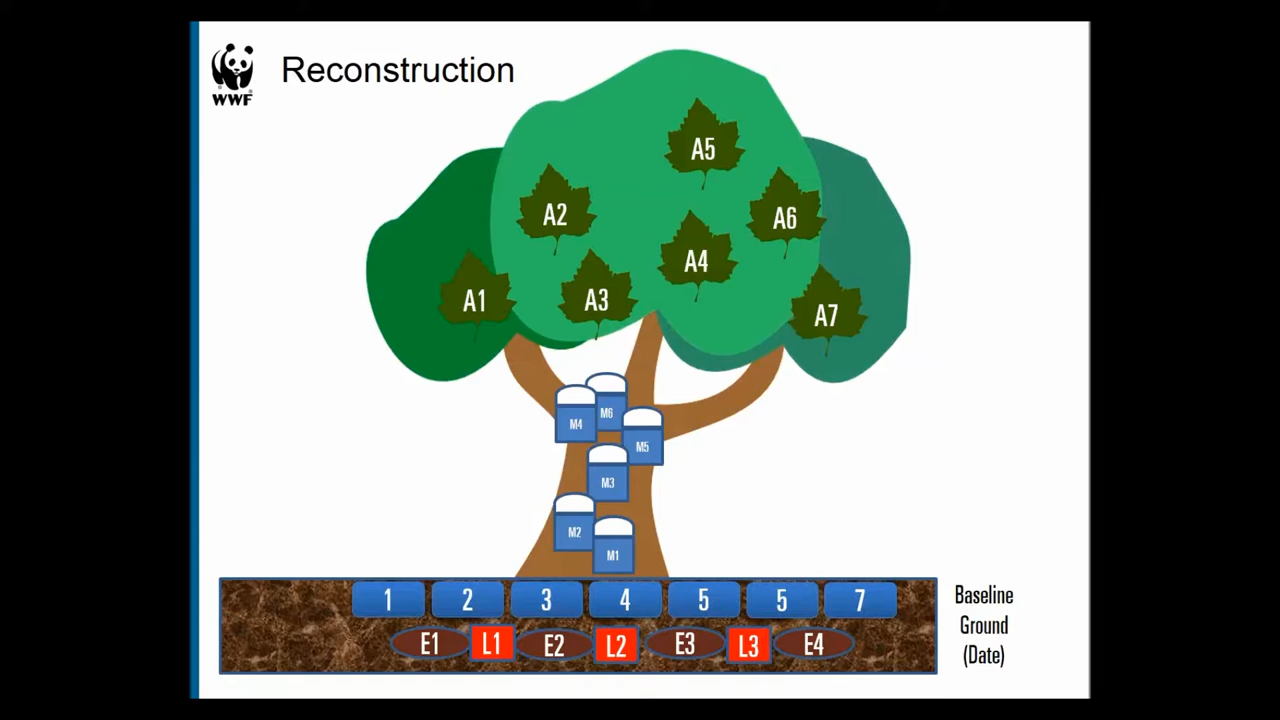 Reconstruction
WWF
A5
A2
A6
A4
A1
A3
A7
M6
M4
M5
M3
M2
M1
1 2 3 4 5 5 7
E1 L1 E2 L2 E3 L3 E4
Baseline
Ground
(Date)